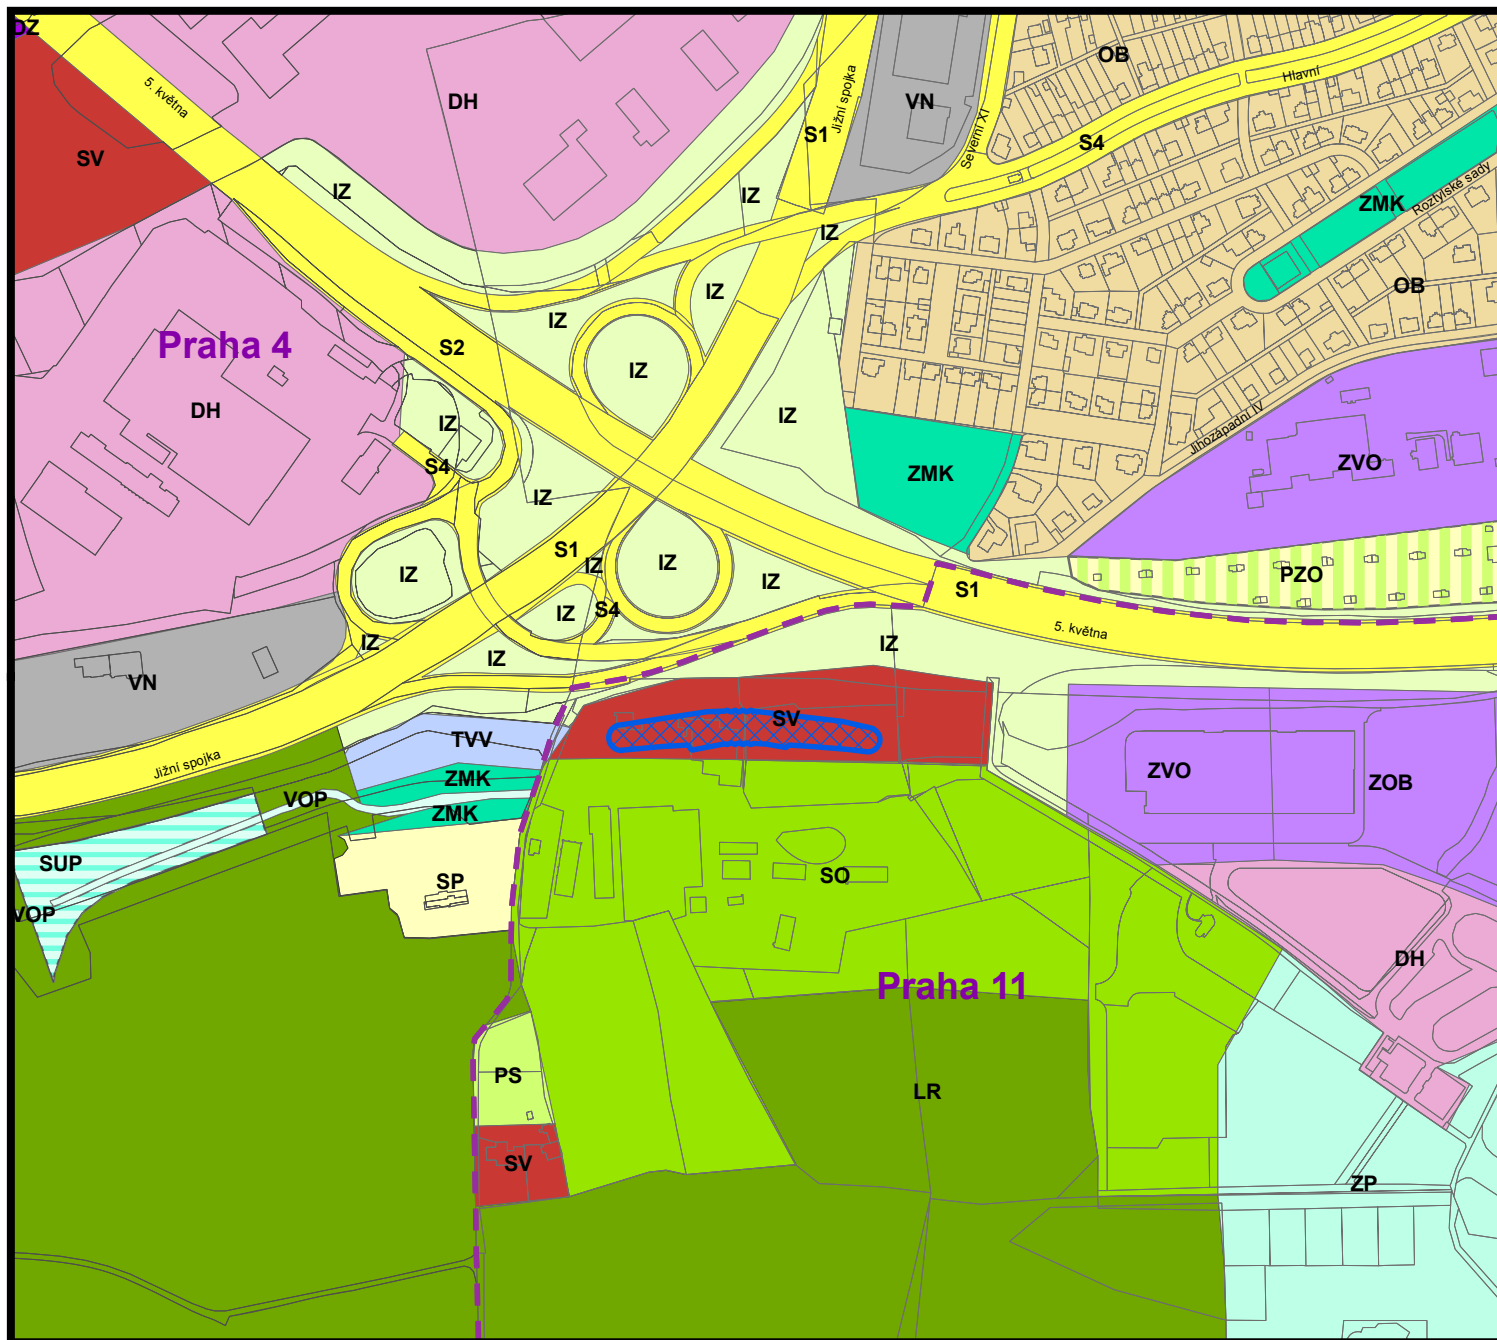 DZ
OB
5. května
Hlavní
DH
VN
Jižní spojka
S1
Severní XI
S4
SV
IZ
IZ
ZMK
Roztylské sady
IZ
OB
IZ
IZ
Praha 4
S2
IZ
DH
IZ
IZ
Jihozápadní IV
S4
ZMK
ZVO
IZ
S1
IZ
IZ
IZ
IZ
PZO
S1
IZ
S4
5. května
IZ
IZ
IZ
VN
SV
TVV
Jižní spojka
ZMK
ZVO
ZOB
VOP
ZMK
SUP
SP
SO
VOP
DH
Praha 11
PS
LR
SV
ZP